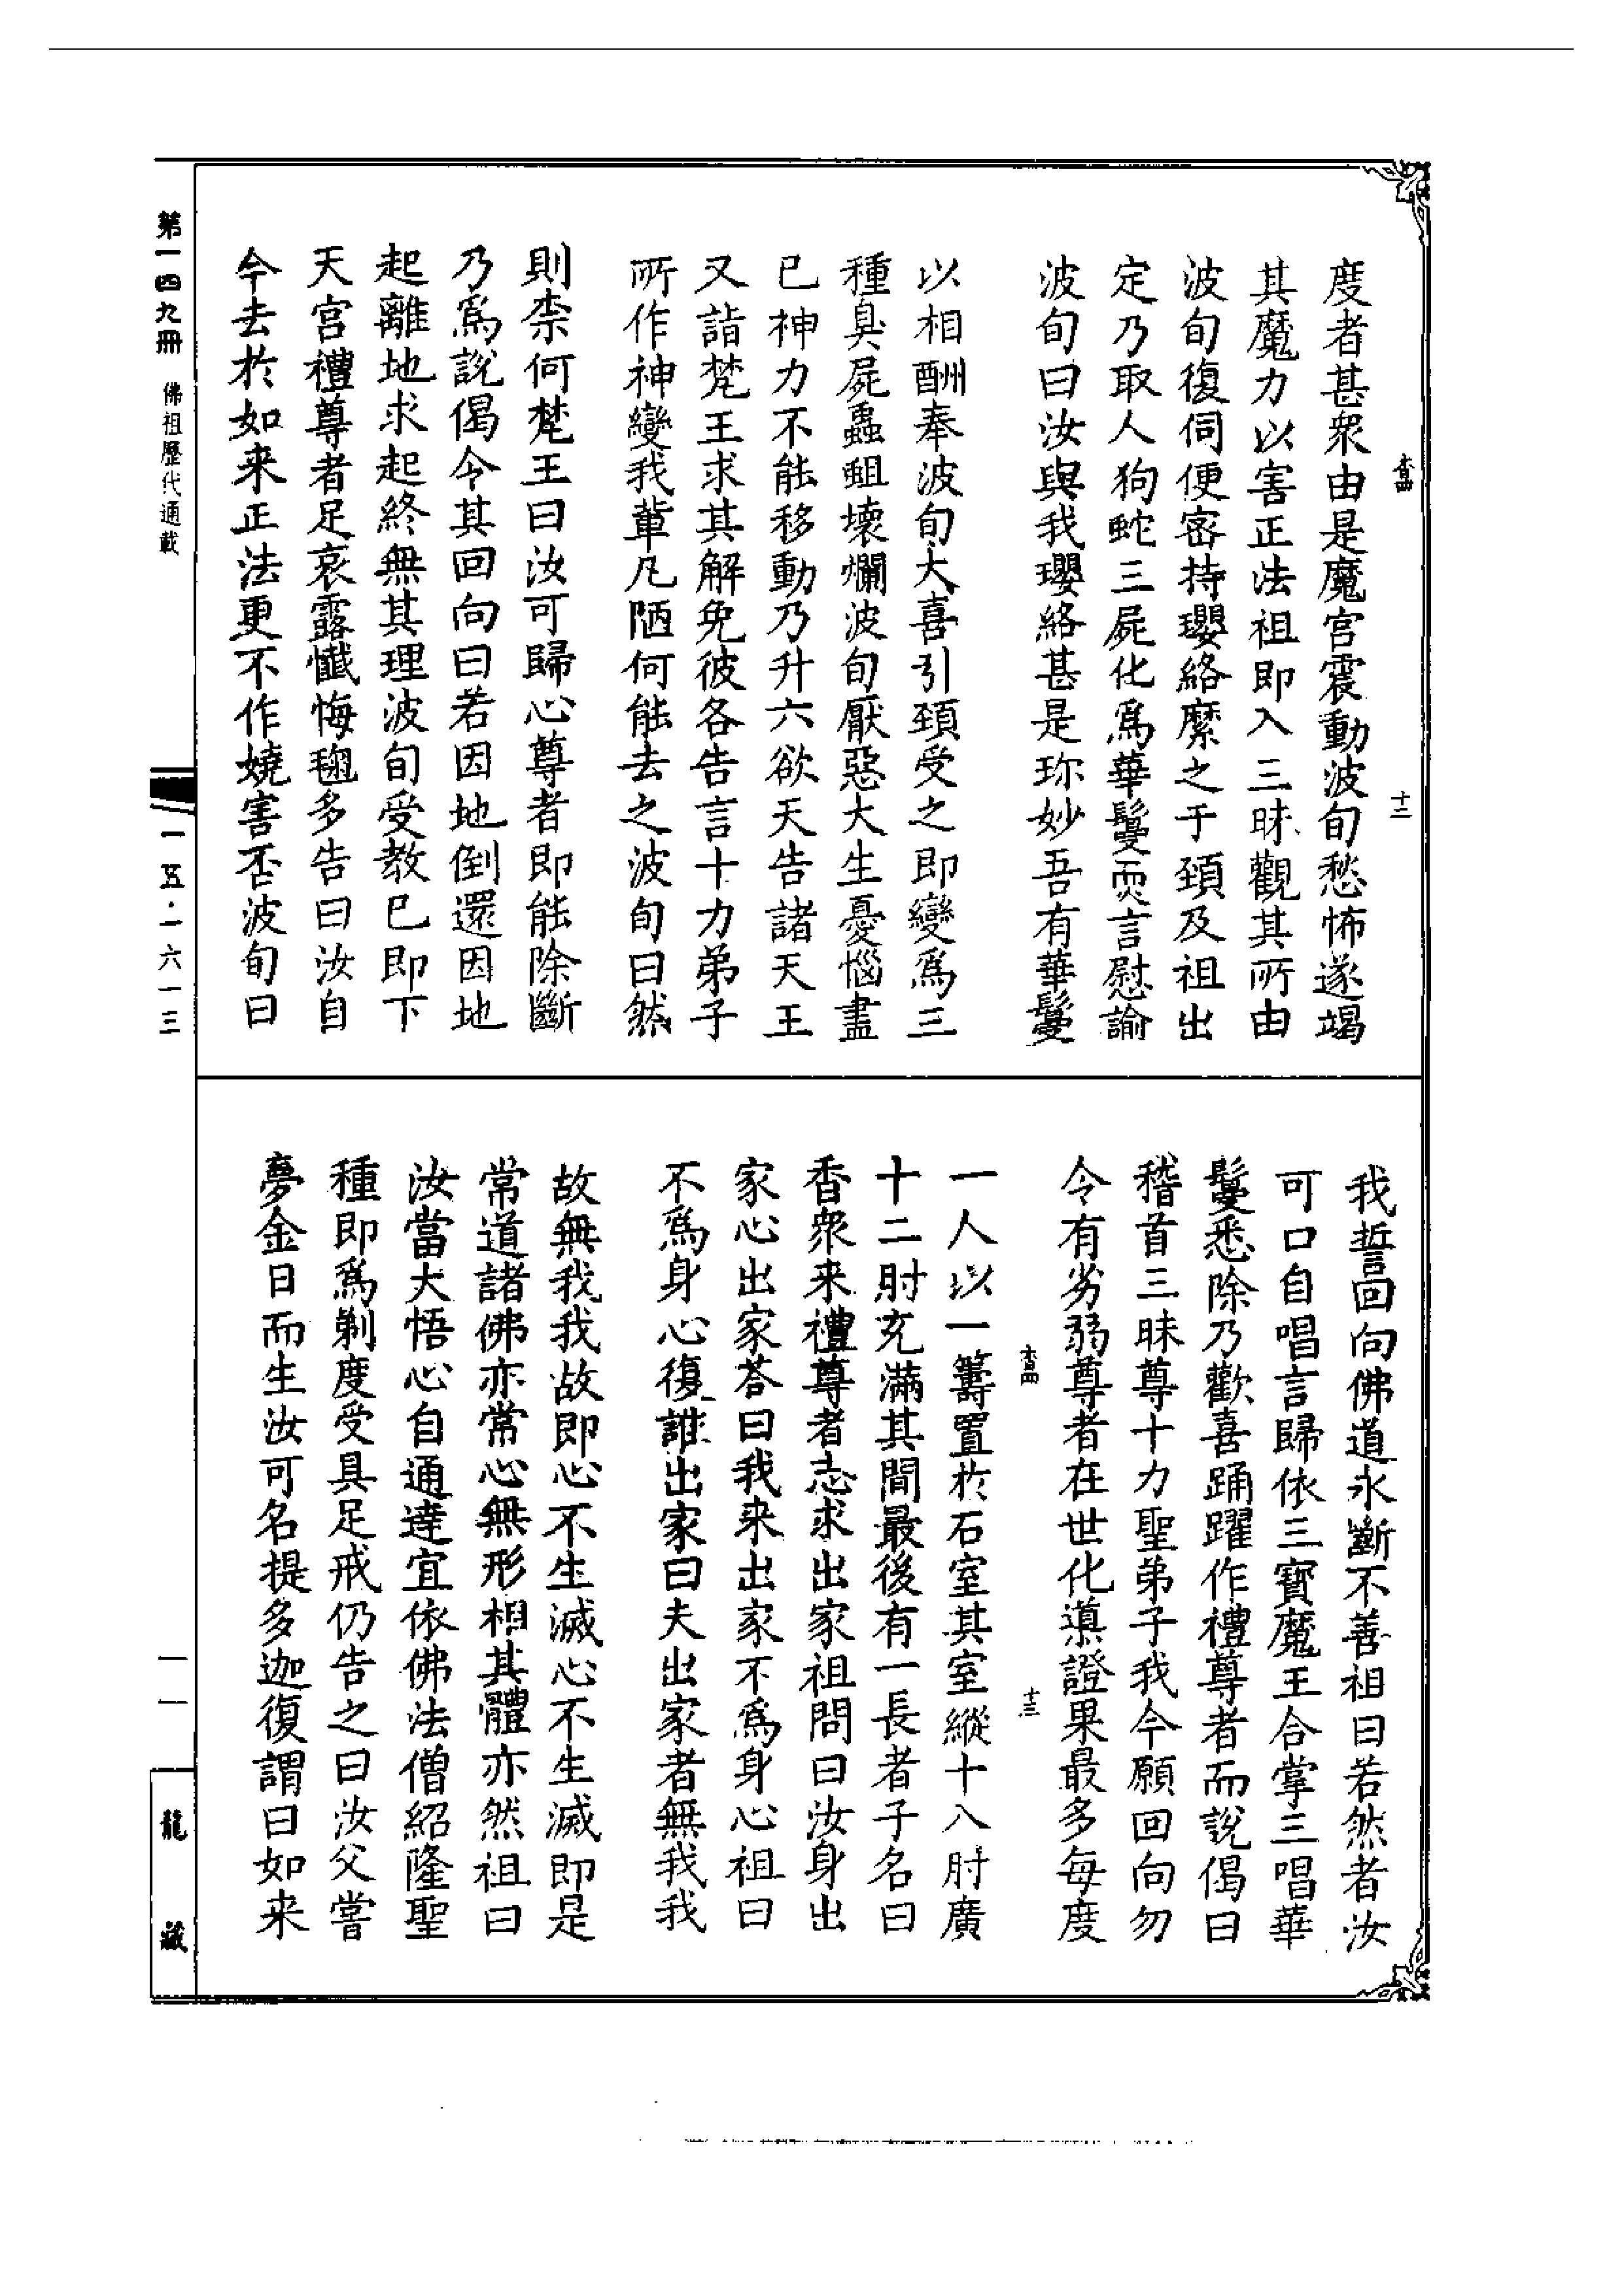 度者甚衆由是魔宫震動波旬愁怖遂竭
其魔力以害正法祖即入三昧觀其所由
波旬復伺便密持瓔絡縻之于頚及祖出
定乃取人狗蛇三屍化為華鬘耎言慰諭
波旬曰汝與我瓔絡甚是珎妙吾有華鬘
以相酬奉波旬大喜引頚受之即變為三
種臭屍蟲蛆壞爛波旬厭惡大生憂惱盡
已神力不能移動乃升六欲天告諸天王
又詣梵王求其解免彼各告言十力弟子
所作神變我輩凡陋何能去之波旬曰然
則柰何梵王曰汝可歸心尊者即能除斷
乃為說偈令其回向曰若因地倒還因地
起離地求起終無其理波旬受教已即下
天宫禮尊者足哀露懺悔毱多告曰汝自
今去於如来正法更不作嬈害否波旬曰
我誓回向佛道永斷不善祖曰若然者汝
可口自唱言歸依三寳魔王合掌三唱華
鬘悉除乃歡喜踊躍作禮尊者而說偈曰
稽首三昧尊十力聖弟子我今願回向勿
令有劣弱尊者在世化導證果最多每度
一人以一籌置於石室其室縱十八肘廣
十二肘充滿其間最後有一長者子名曰
香衆来禮尊者志求出家祖問曰汝身出
家心出家荅曰我来出家不為身心祖曰
不為身心復誰出家曰夫出家者無我我
故無我我故即心不生滅心不生滅即是
常道諸佛亦常心無形相其體亦然祖曰
汝當大悟心自通達宜依佛法僧紹隆聖
種即為剃度受具足戒仍告之曰汝父嘗
夢金日而生汝可名提多迦復謂曰如来
十二
十三
第一四九冊 佛祖歷代通載
一五·一六一三
一一
龍藏